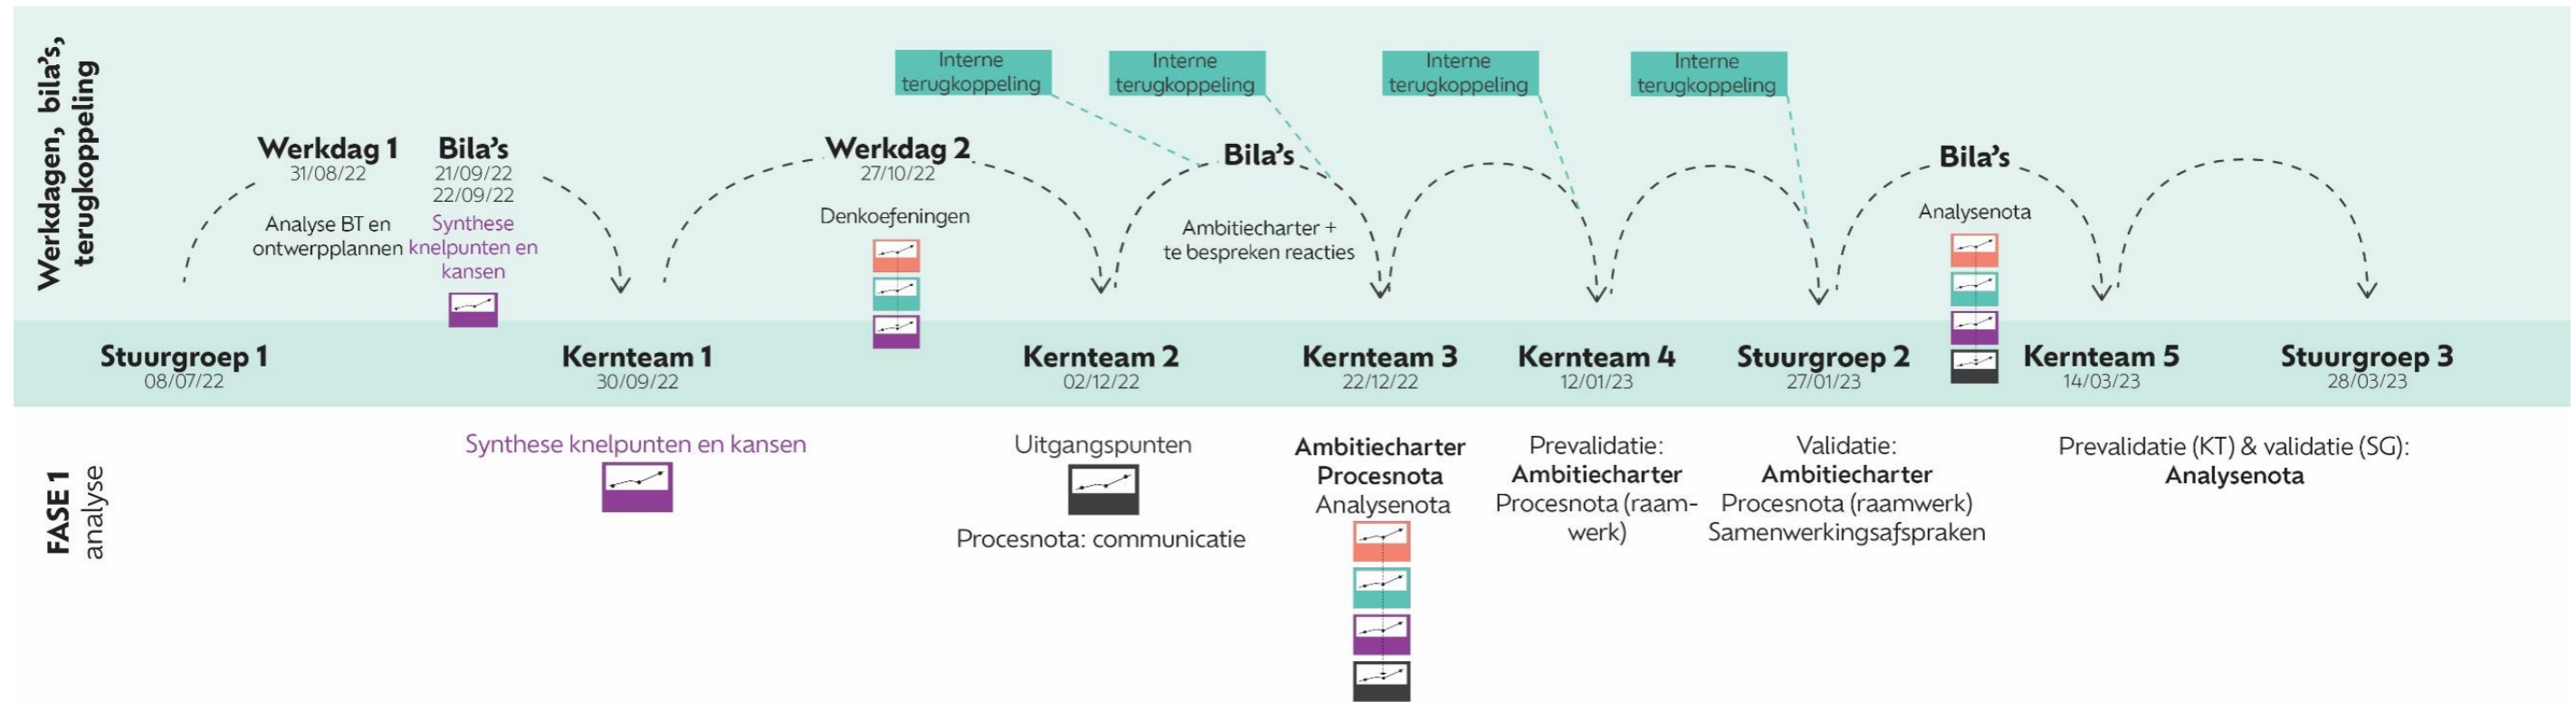 Werkdagen, bila's,
terugkoppeling
Interne
terugkoppeling
Interne
terugkoppeling
Interne
terugkoppeling
Interne
terugkoppeling
Werkdag 1
31/08/22
Analyse BT en
ontwerpplannen
Bila's
21/09/22
22/09/22
Synthese
knelpunten en
kansen
Werkdag 2
27/10/22
Denkoefeningen
Bila's
Ambitiecharter +
te bespreken reacties
Bila's
Analysenota
Stuurgroep 1
08/07/22
Kernteam 1
30/09/22
Kernteam 2
02/12/22
Kernteam 3
22/12/22
Kernteam 4
12/01/23
Stuurgroep 2
27/01/23
Kernteam 5
14/03/23
Stuurgroep 3
28/03/23
FASE 1
analyse
Synthese knelpunten en kansen
Uitgangspunten
Procesnota: communicatie
Ambitiecharter
Procesnota
Analysenota
Prevalidatie:
Ambitiecharter
Procesnota (raam-
werk)
Validatie:
Ambitiecharter
Procesnota (raamwerk)
Samenwerkingsafspraken
Prevalidatie (KT) & validatie (SG):
Analysenota